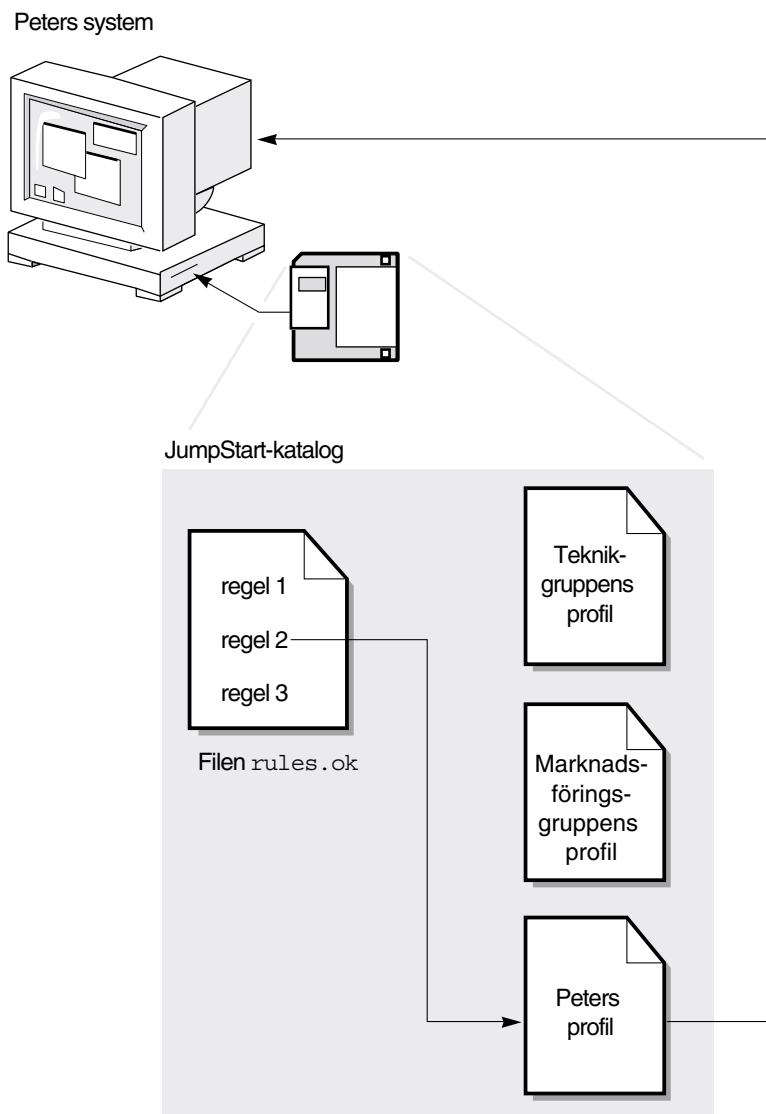 Peters system
JumpStart-katalog
regel 1
regel 2
regel 3
Filen rules.ok
Teknik-
gruppens
profil
Marknads-
förings-
gruppens
profil
Peters
profil